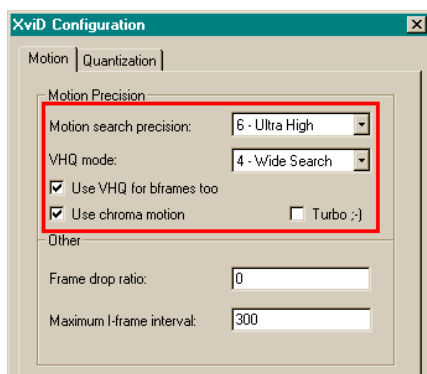 XviD Configuration
Motion Quantization
Motion Precision
Motion search precision: 6 - Ultra High
VHQ mode: 4 - Wide Search
Use VHQ for bframes too
Use chroma motion Turbo ;-)
Other
Frame drop ratio: 0
Maximum I-frame interval: 300